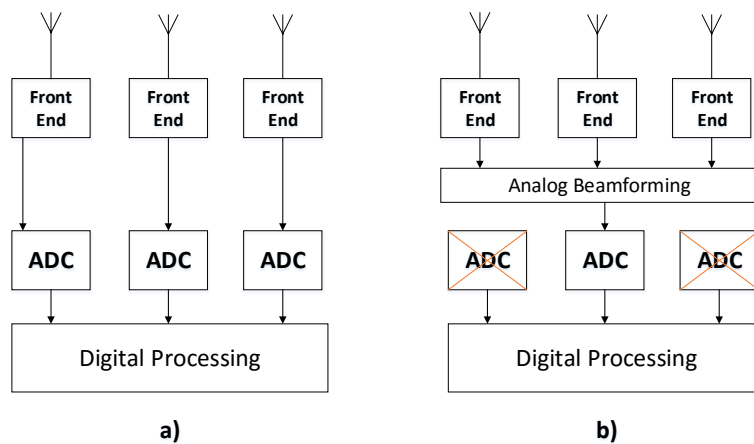 Front
End
Front
End
Front
End
ADC
ADC
ADC
Digital Processing
a)
Front
End
Front
End
Front
End
Analog Beamforming
ADC
ADC
ADC
Digital Processing
b)